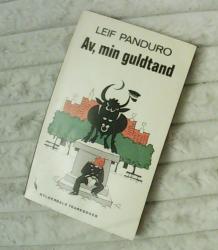 LEIF PANDURO
Av, min guldtand
GYLDENDALS TRANEBØGER